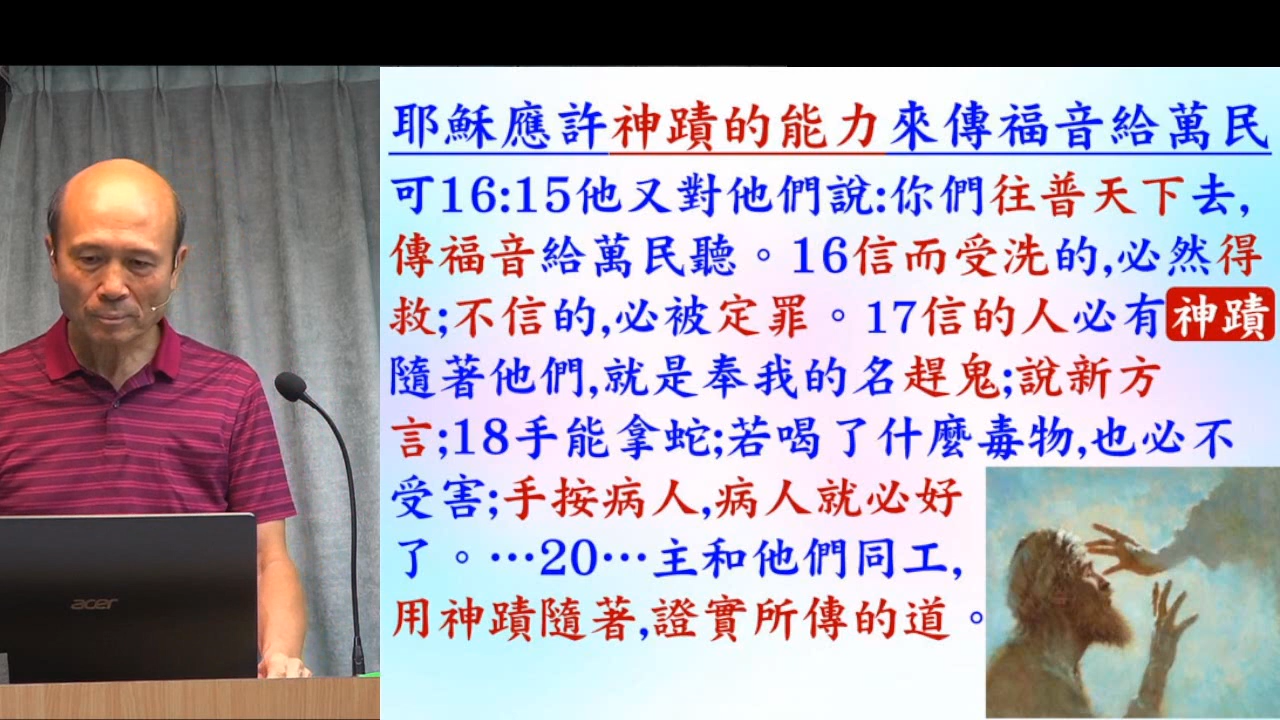 耶穌應許神蹟的能力來傳福音給萬民
可16:15他又對他們說:你們往普天下去,
傳福音給萬民聽。16信而受洗的,必然得
救;不信的,必被定罪。17信的人必有神蹟
隨著他們,就是奉我的名趕鬼;說新方
言;18手能拿蛇;若喝了什麼毒物,也必不
受害;手按病人,病人就必好
了。…20…主和他們同工,
用神蹟隨著,證實所傳的道。
acer